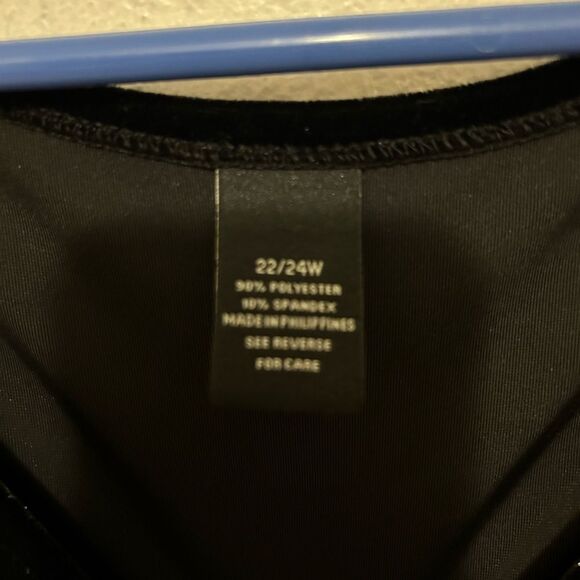 22/24W
90% POLYESTER
10% SPANDEX
MADE IN PHILIPPINES
SEE REVERSE
FOR CARE